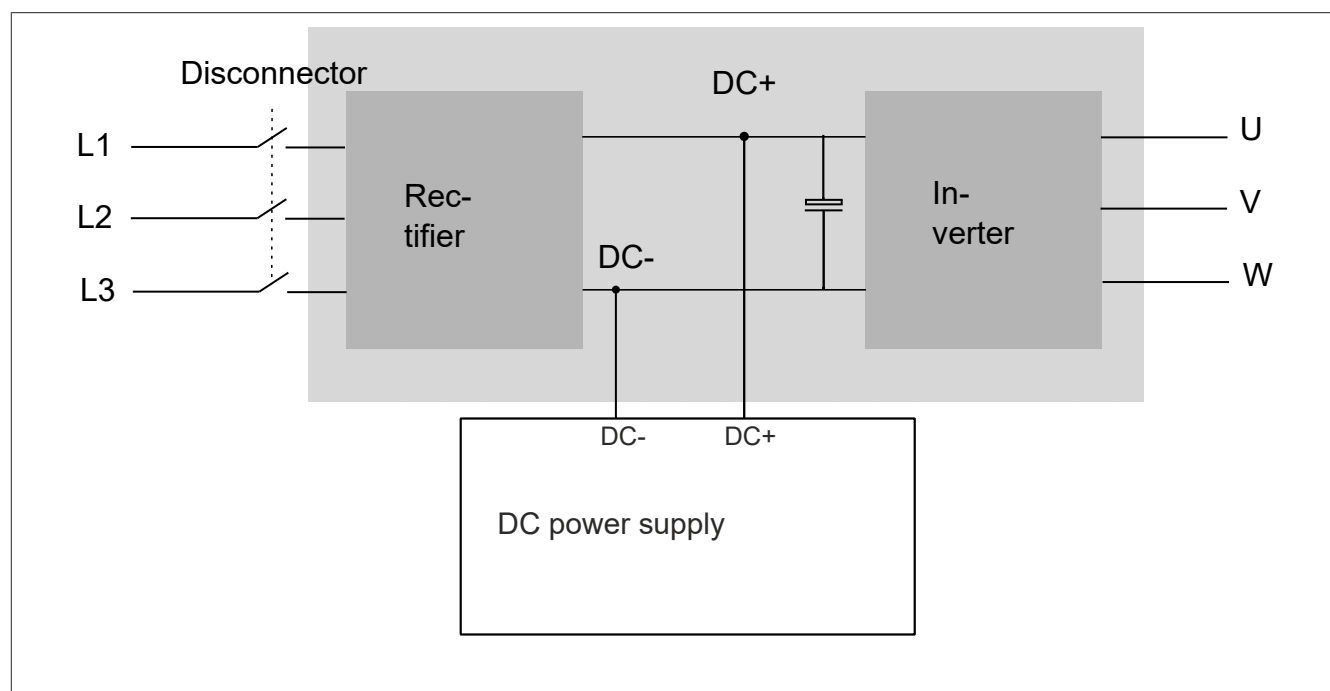 Disconnector
DC+
L1
U
Rec-
tifier
In-
verter
L2
V
DC-
L3
W
DC-
DC+
DC power supply